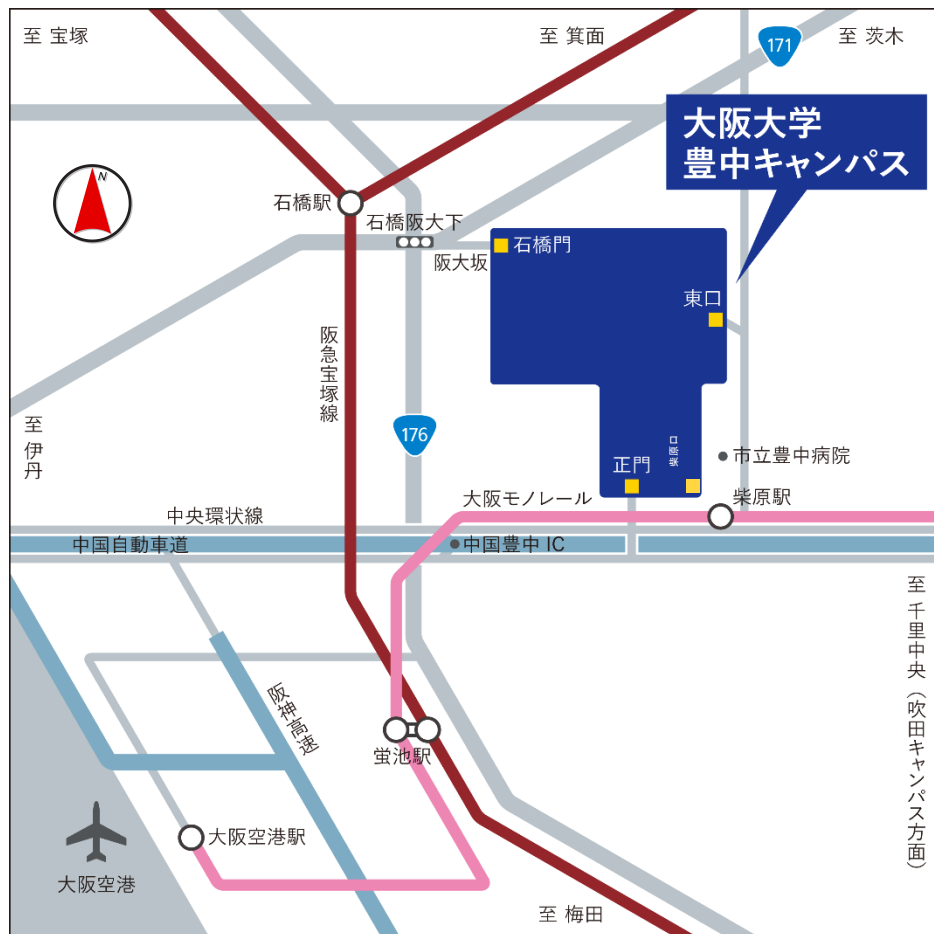 至 宝塚
至 箕面
至 茨木
171
大阪大学
豊中キャンパス
N
石橋駅
石橋阪大下
阪大坂
石橋門
東口
阪急宝塚線
至 伊丹
176
柴原口
正門
市立豊中病院
大阪モノレール
柴原駅
中央環状線
中国自動車道
中国豊中 IC
至 千里中央（吹田キャンパス方面）
阪神高速
蛍池駅
大阪空港駅
大阪空港
至 梅田